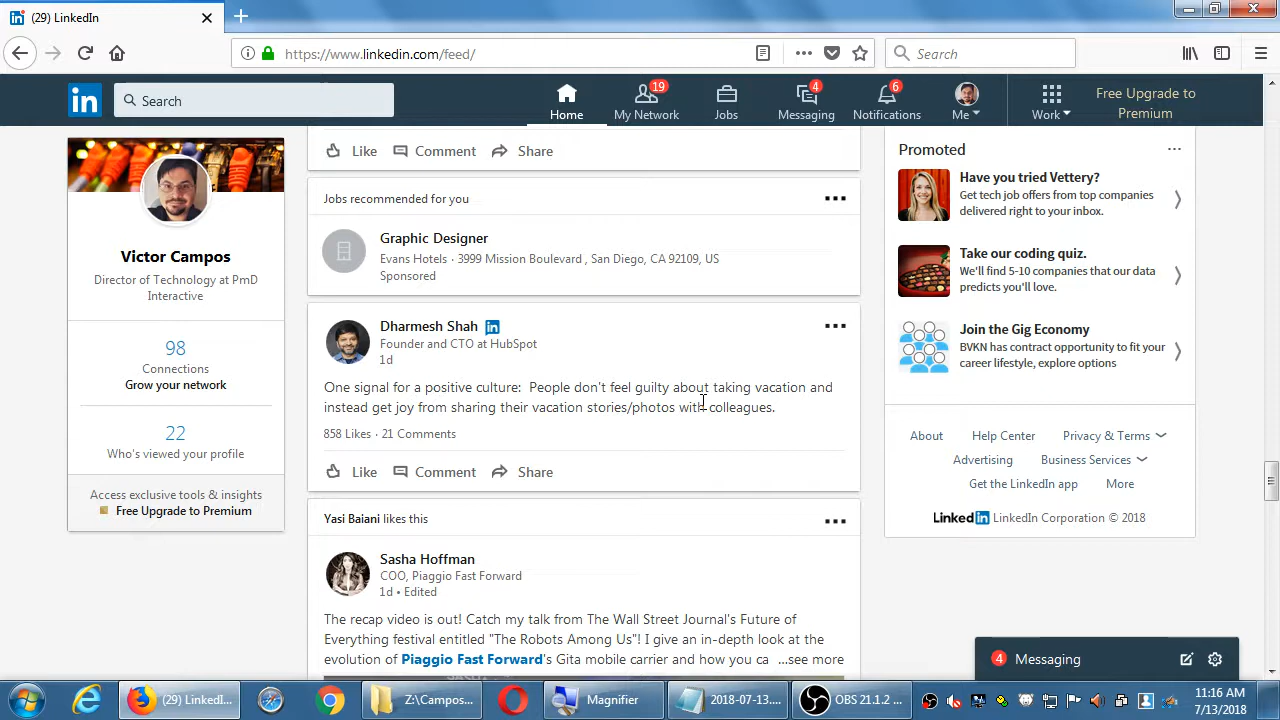 (29) LinkedIn
https://www.linkedin.com/feed/
Search
in
Search
Home
19
My Network
Jobs
4
Messaging
6
Notifications
Me
Work
Free Upgrade to
Premium
Victor Campos
Director of Technology at PHD
Interactive
98
Connections
Grow your network
22
Who's viewed your profile
Access exclusive tools & insights
Free Upgrade to Premium
Like
Comment
Share
Jobs recommended for you
Graphic Designer
Evans Hotels · 3999 Mission Boulevard , San Diego, CA 92109, US
Sponsored
Dharmesh Shah in
Founder and CTO at HubSpot
1d
One signal for a positive culture: People don't feel guilty about taking vacation and
instead get joy from sharing their vacation stories/photos with colleagues.
858 Likes · 21 Comments
Like
Comment
Share
Yasi Baiani likes this
Sasha Hoffman
COO, Piaggio Fast Forward
1d • Edited
The recap video is out! Catch my talk from The Wall Street Journal's Future of
Everything festival entitled "The Robots Among Us"! I give an in-depth look at the
evolution of Piaggio Fast Forward's Gita mobile carrier and how you ca ...see more
Promoted
Have you tried Vettery?
Get tech job offers from top companies
delivered right to your inbox.
Take our coding quiz.
We'll find 5-10 companies that our data
predicts you'll love.
Join the Gig Economy
BVKN has contract opportunity to fit your
career lifestyle, explore options
About
Help Center
Privacy & Terms
Advertising
Business Services
Get the LinkedIn app
More
Linked in LinkedIn Corporation © 2018
4
Messaging
(29) LinkedI...
Z:\Campos...
Magnifier
2018-07-13....
OBS 21.1.2 ...
11:16 AM
7/13/2018